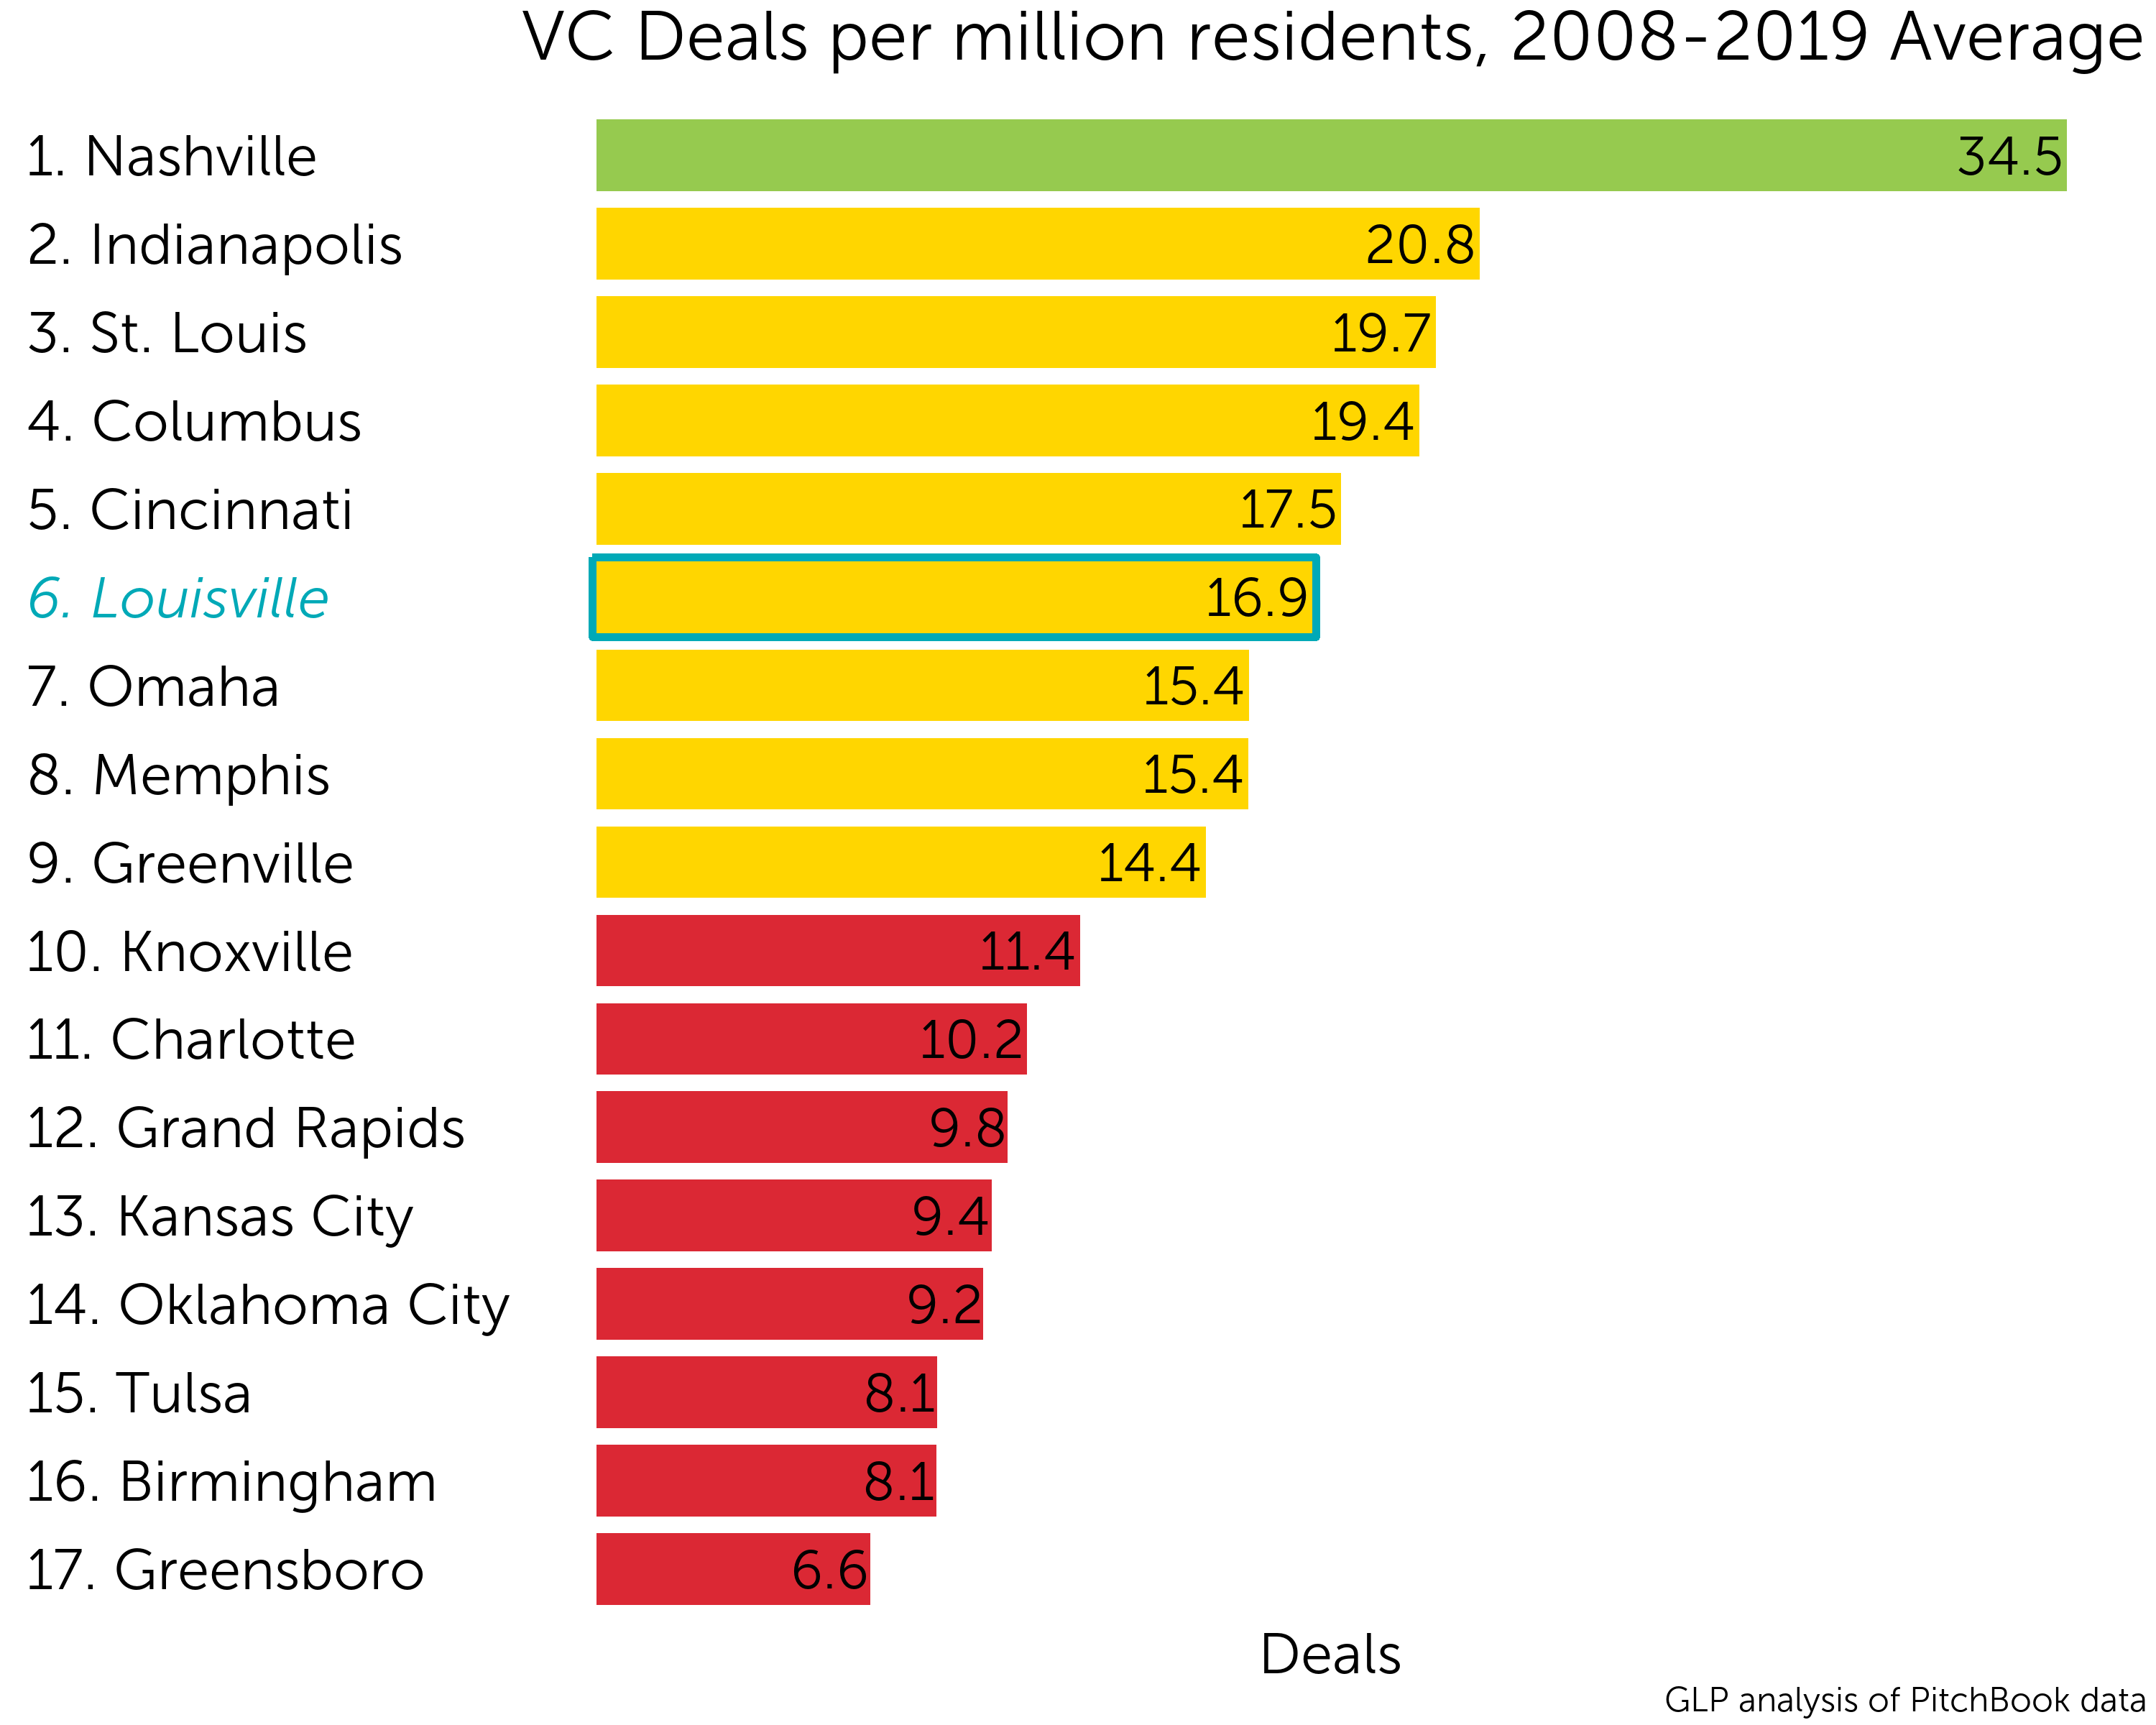 VC Deals per million residents, 2008-2019 Average
1. Nashville 34.5
2. Indianapolis 20.8
3. St. Louis 19.7
4. Columbus 19.4
5. Cincinnati 17.5
6. Louisville 16.9
7. Omaha 15.4
8. Memphis 15.4
9. Greenville 14.4
10. Knoxville 11.4
11. Charlotte 10.2
12. Grand Rapids 9.8
13. Kansas City 9.4
14. Oklahoma City 9.2
15. Tulsa 8.1
16. Birmingham 8.1
17. Greensboro 6.6
Deals
GLP analysis of PitchBook data